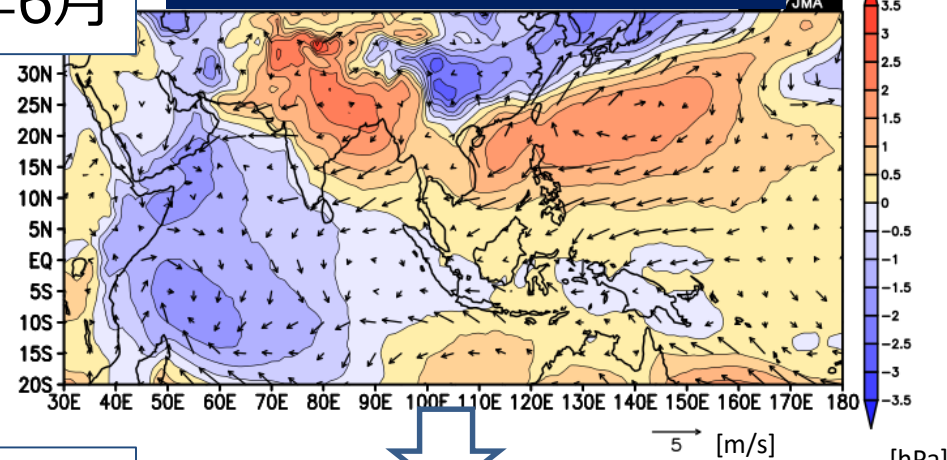 6月
JMA
30N
25N
20N
15N
10N
5N
EQ
5S
10S
15S
20S
30E 40E 50E 60E 70E 80E 90E 100E 110E 120E 130E 140E 150E 160E 170E 180
3.5
3
2.5
2
1.5
1
0.5
0
-0.5
-1
-1.5
-2
-2.5
-3
-3.5
5 [m/s]
[hPa]